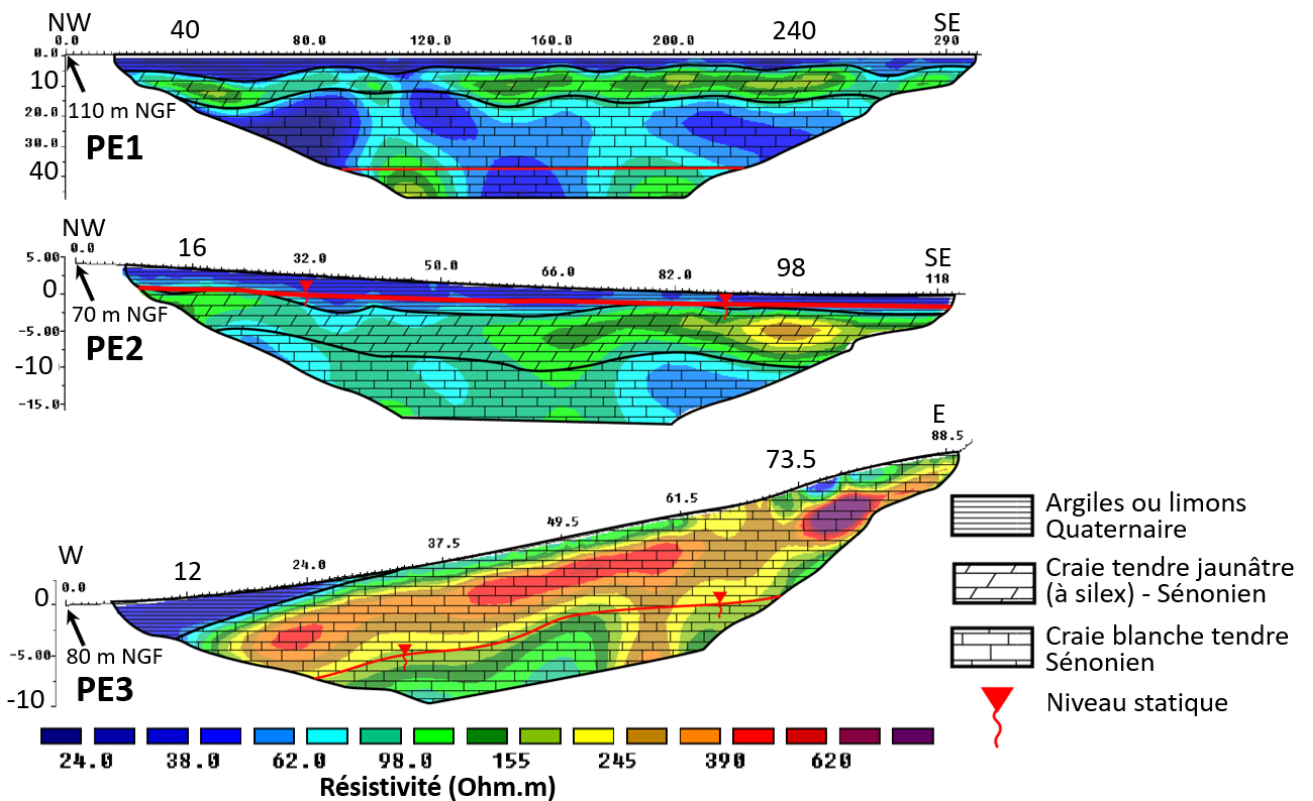 NW 40 240 SE
0.0 80.0 120.0 160.0 200.0 290
0.0
10
20.0
30.0
40
110 m NGF
PE1
NW
0.0 16 32.0 50.0 66.0 82.0 98 SE
118
5.00
0
-5.00
-10
-15.0
70 m NGF
PE2
E
88.5
73.5
61.5
49.5
37.5
24.0
12
W
0.0
0
-5.00
-10
80 m NGF
PE3
Argiles ou limons
Quaternaire
Craie tendre jaunâtre
(à silex) - Sénonien
Craie blanche tendre
Sénonien
Niveau statique
24.0 38.0 62.0 98.0 155 245 390 620
Résistivité (Ohm.m)